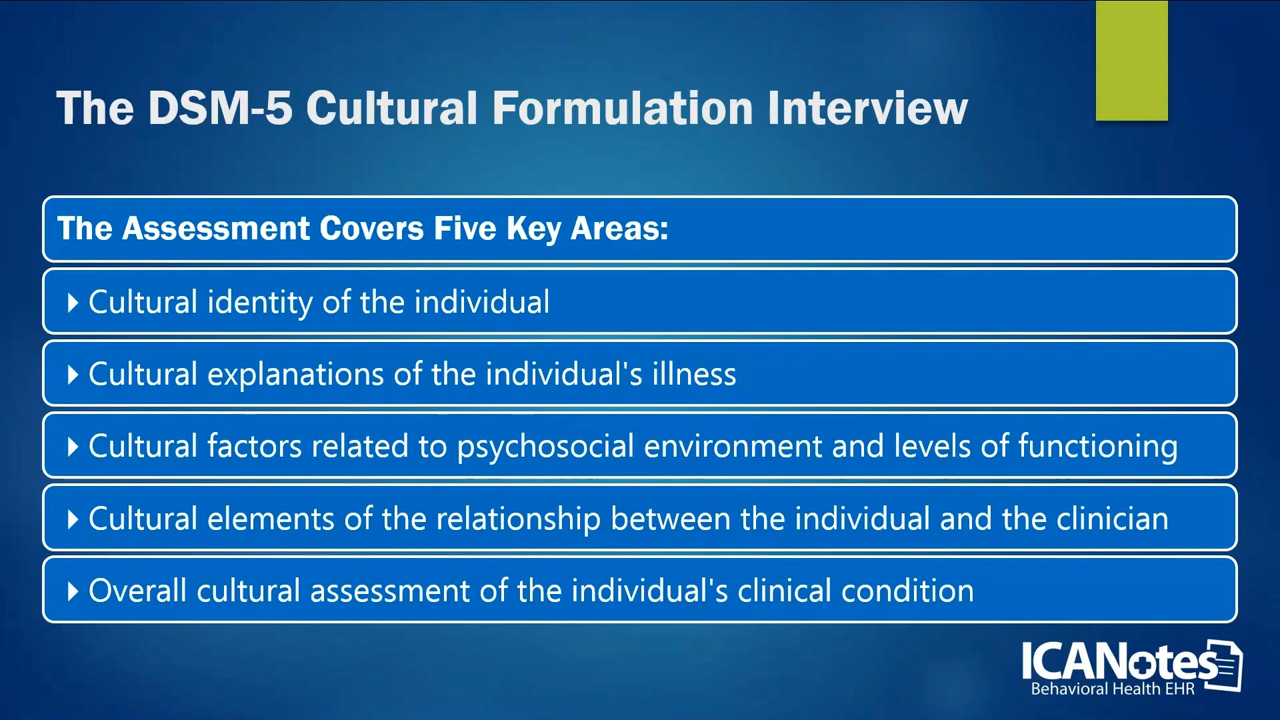 The DSM-5 Cultural Formulation Interview
The Assessment Covers Five Key Areas:
Cultural identity of the individual
Cultural explanations of the individual's illness
Cultural factors related to psychosocial environment and levels of functioning
Cultural elements of the relationship between the individual and the clinician
Overall cultural assessment of the individual's clinical condition
ICANotes
Behavioral Health EHR